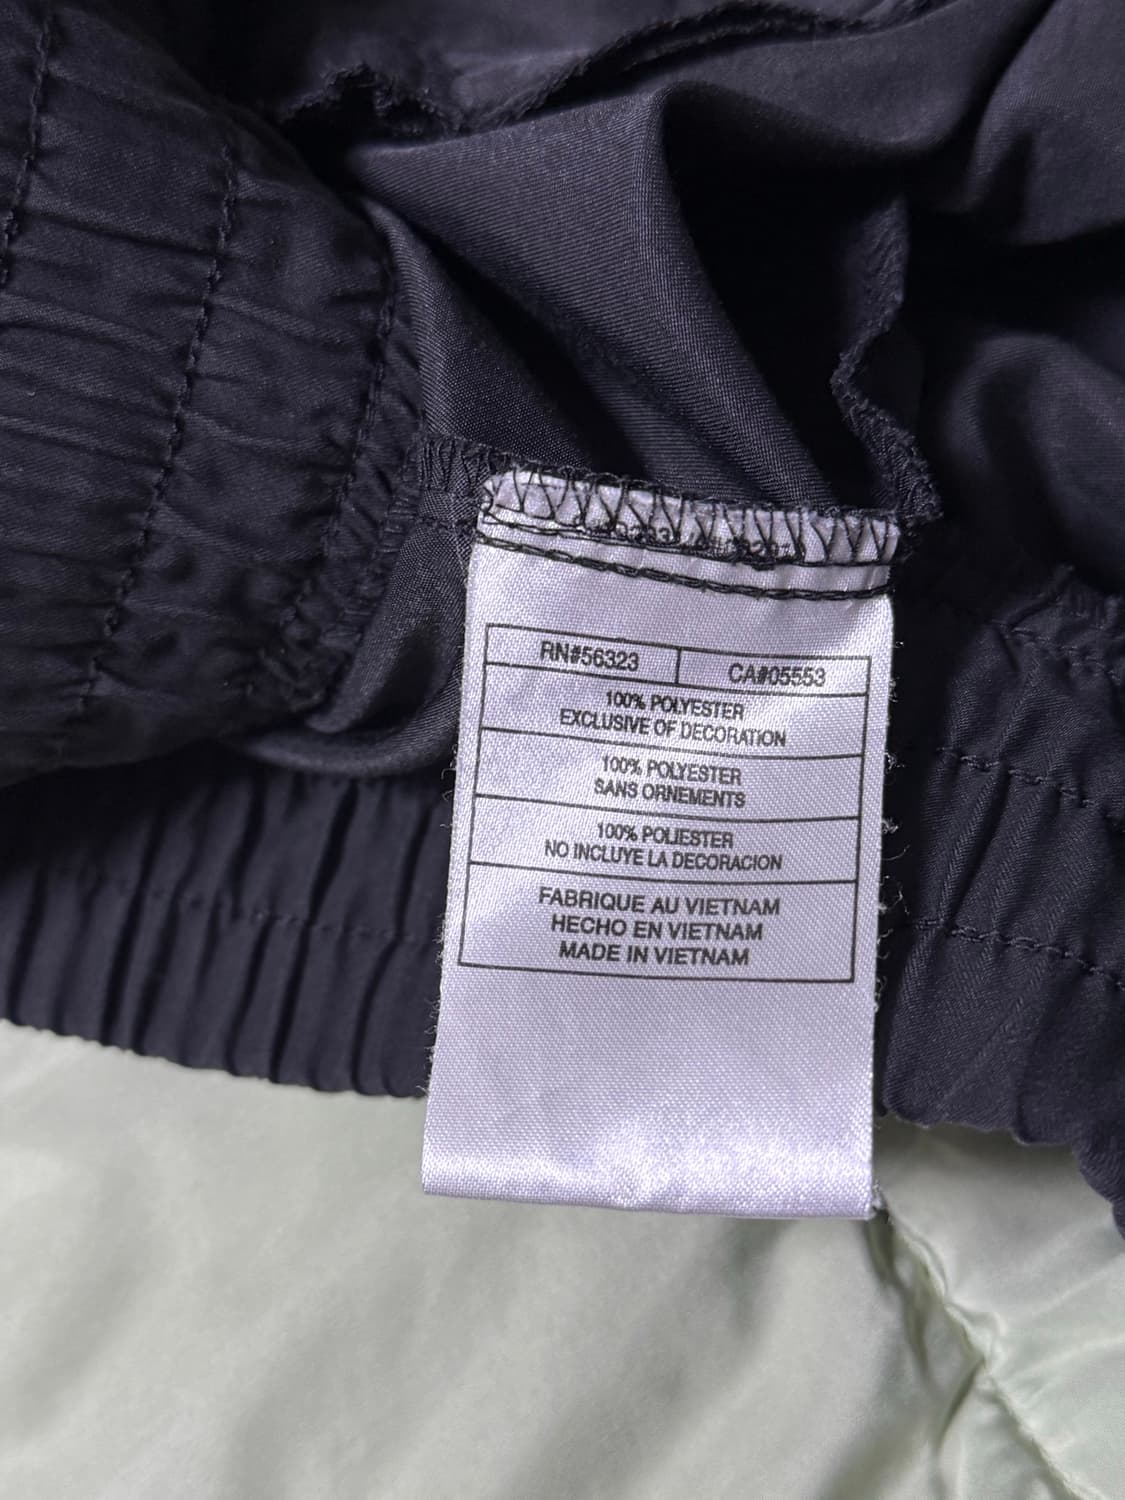 RN#56323
CA#05553
100% POLYESTER
EXCLUSIVE OF DECORATION
100% POLYESTER
SANS ORNEMENTS
100% POLIESTER
NO INCLUYE LA DECORACION
FABRIQUE AU VIETNAM
HECHO EN VIETNAM
MADE IN VIETNAM